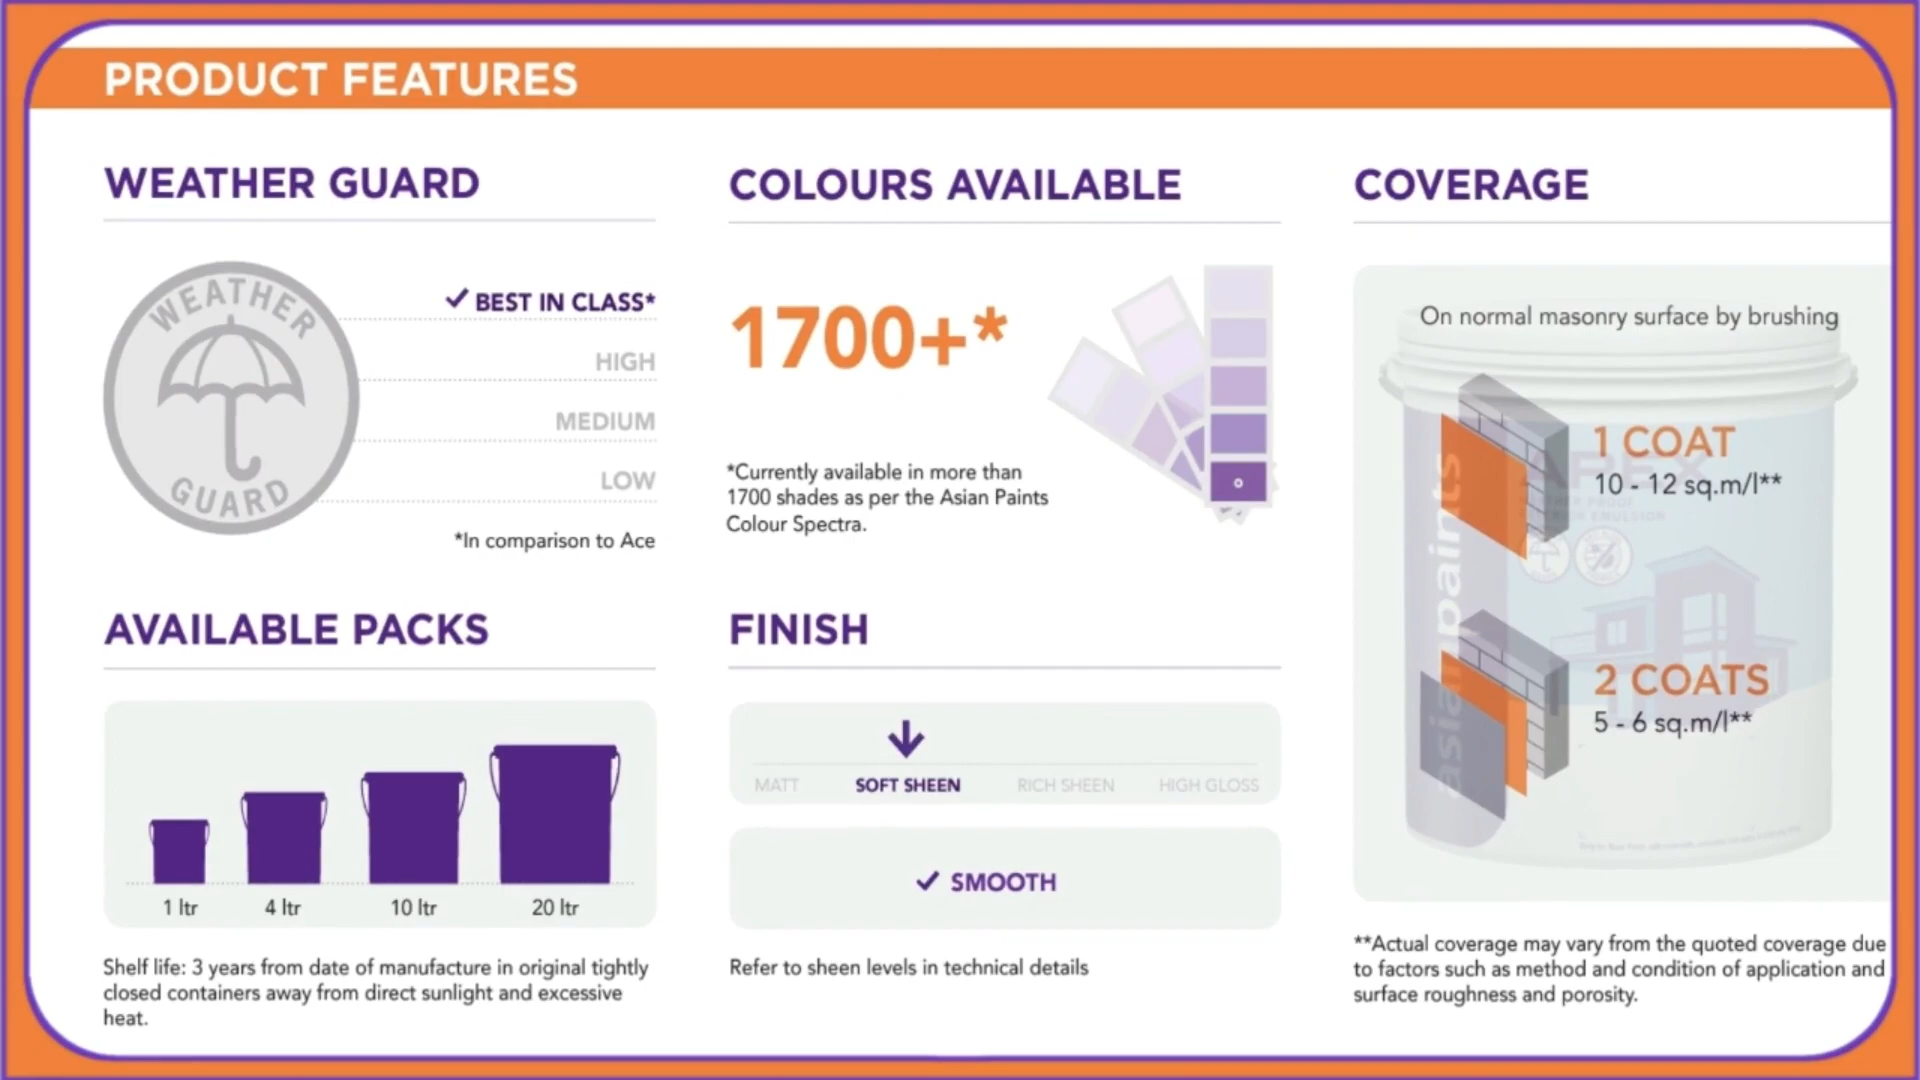 PRODUCT FEATURES
WEATHER GUARD
WEATHER
GUARD
BEST IN CLASS*
HIGH
MEDIUM
LOW
*In comparison to Ace
COLOURS AVAILABLE
1700+*
*Currently available in more than
1700 shades as per the Asian Paints
Colour Spectra.
COVERAGE
On normal masonry surface by brushing
1 COAT
10 - 12 sq.m/l**
2 COATS
5 - 6 sq.m/l**
asianpaints
APEX
**Actual coverage may vary from the quoted coverage due
to factors such as method and condition of application and
surface roughness and porosity.
AVAILABLE PACKS
1 ltr
4 ltr
10 ltr
20 ltr
Shelf life: 3 years from date of manufacture in original tightly
closed containers away from direct sunlight and excessive
heat.
FINISH
MATT
SOFT SHEEN
RICH SHEEN
HIGH GLOSS
SMOOTH
Refer to sheen levels in technical details